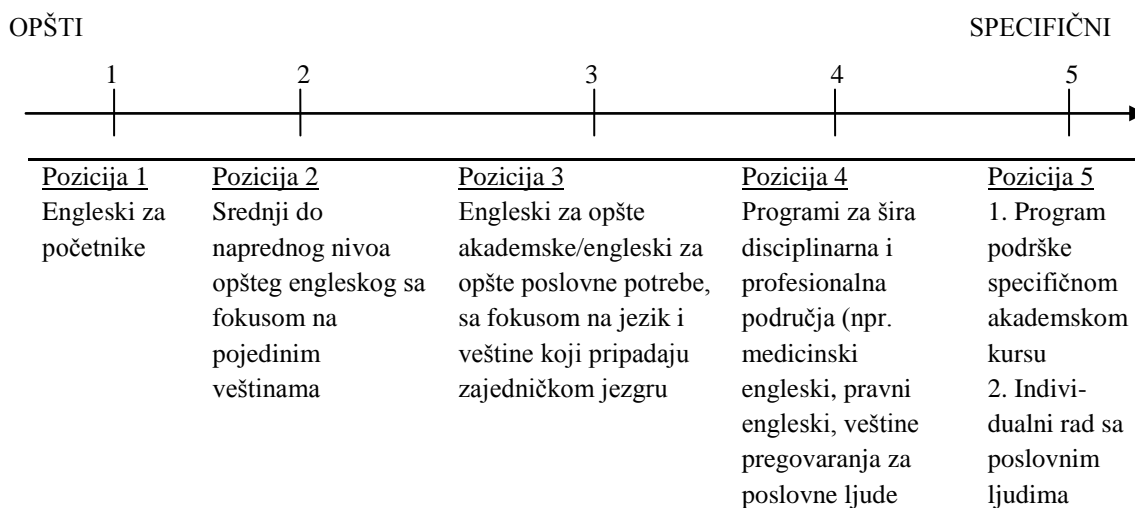 OPŠTI SPECIFIČNI
1 2 3 4 5
Pozicija 1
Engleski za
početnike
Pozicija 2
Srednji do
naprednog nivoa
opšteg engleskog sa
fokusom na
pojedinim
veštinama
Pozicija 3
Engleski za opšte
akademske/engleski za
opšte poslovne potrebe,
sa fokusom na jezik i
veštine koji pripadaju
zajedničkom jezgru
Pozicija 4
Programi za šira
disciplinarna i
profesionalna
područja (npr.
medicinski
engleski, pravni
engleski, veštine
pregovaranja za
poslovne ljude
Pozicija 5
1. Program
podrške
specifičnom
akademskom
kursu
2. Indivi-
dualni rad sa
poslovnim
ljudima